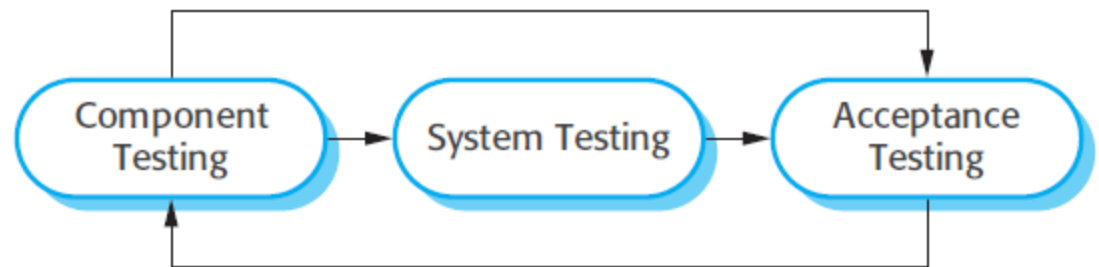 Component
Testing
System Testing
Acceptance
Testing